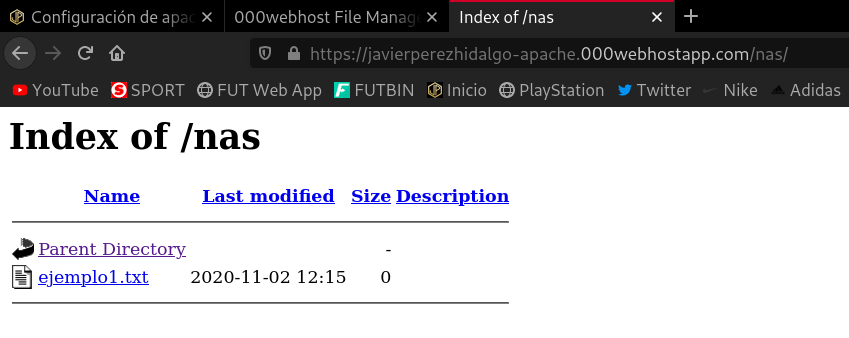 Configuración de apac
000webhost File Manage
Index of /nas
https://javierperezhidalgo-apache.000webhostapp.com/nas/
YouTube SPORT FUT Web App FUTBIN Inicio PlayStation Twitter Nike Adidas
Index of /nas
Name Last modified Size Description
Parent Directory -
ejemplo1.txt 2020-11-02 12:15 0